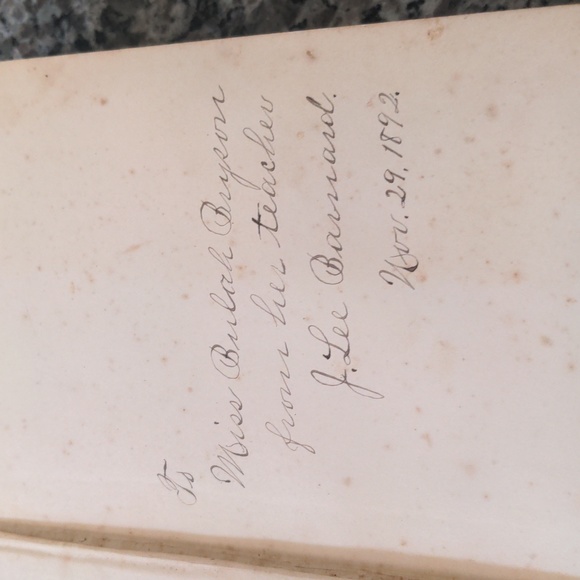 To
Miss Bulah Bryson
from her teacher
J. Lee Barnard.
Nov. 29, 1892.